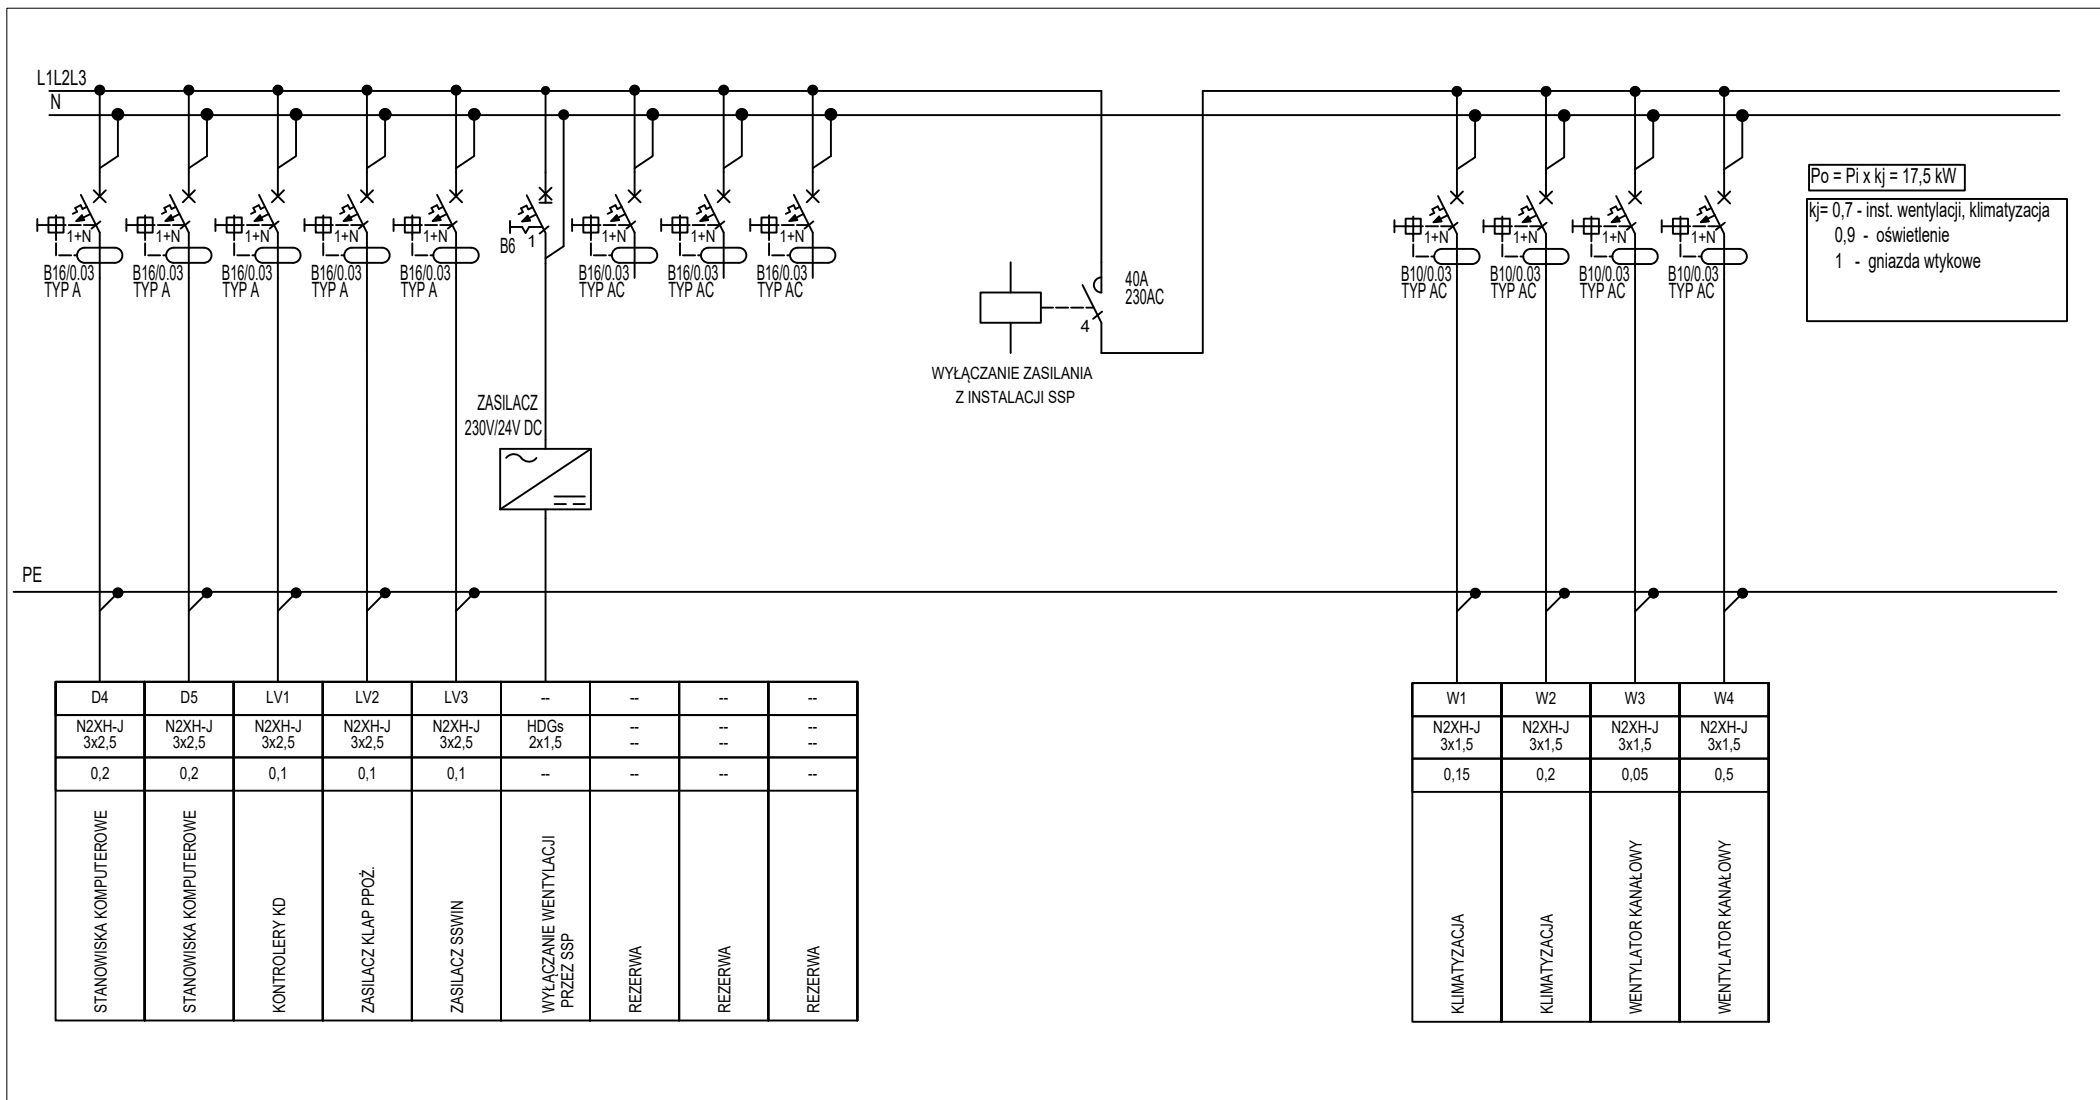 L1L2L3
N
1+N
B16/0.03
TYP A
1+N
B16/0.03
TYP A
1+N
B16/0.03
TYP A
1+N
B16/0.03
TYP A
1+N
B16/0.03
TYP A
B6
1
1+N
B16/0.03
TYP AC
1+N
B16/0.03
TYP AC
1+N
B16/0.03
TYP AC
40A
230AC
4
WYŁĄCZANIE ZASILANIA
Z INSTALACJI SSP
1+N
B10/0.03
TYP AC
1+N
B10/0.03
TYP AC
1+N
B10/0.03
TYP AC
1+N
B10/0.03
TYP AC
Po = Pi x kj = 17,5 kW
kj= 0,7 - inst. wentylacji, klimatyzacja
0,9 - oświetlenie
1 - gniazda wtykowe
ZASILACZ
230V/24V DC
PE
D4 D5 LV1 LV2 LV3 -- -- -- --
N2XH-J N2XH-J N2XH-J N2XH-J N2XH-J HDGs -- -- --
3x2,5 3x2,5 3x2,5 3x2,5 3x2,5 2x1,5 -- -- --
0,2 0,2 0,1 0,1 0,1 -- -- -- --
STANOWISKA KOMPUTEROWE
STANOWISKA KOMPUTEROWE
KONTROLERY KD
ZASILACZ KLAP PPOŻ.
ZASILACZ SSWIN
WYŁĄCZANIE WENTYLACJI
PRZEZ SSP
REZERWA
REZERWA
REZERWA
W1 W2 W3 W4
N2XH-J N2XH-J N2XH-J N2XH-J
3x1,5 3x1,5 3x1,5 3x1,5
0,15 0,2 0,05 0,5
KLIMATYZACJA
KLIMATYZACJA
WENTYLATOR KANAŁOWY
WENTYLATOR KANAŁOWY